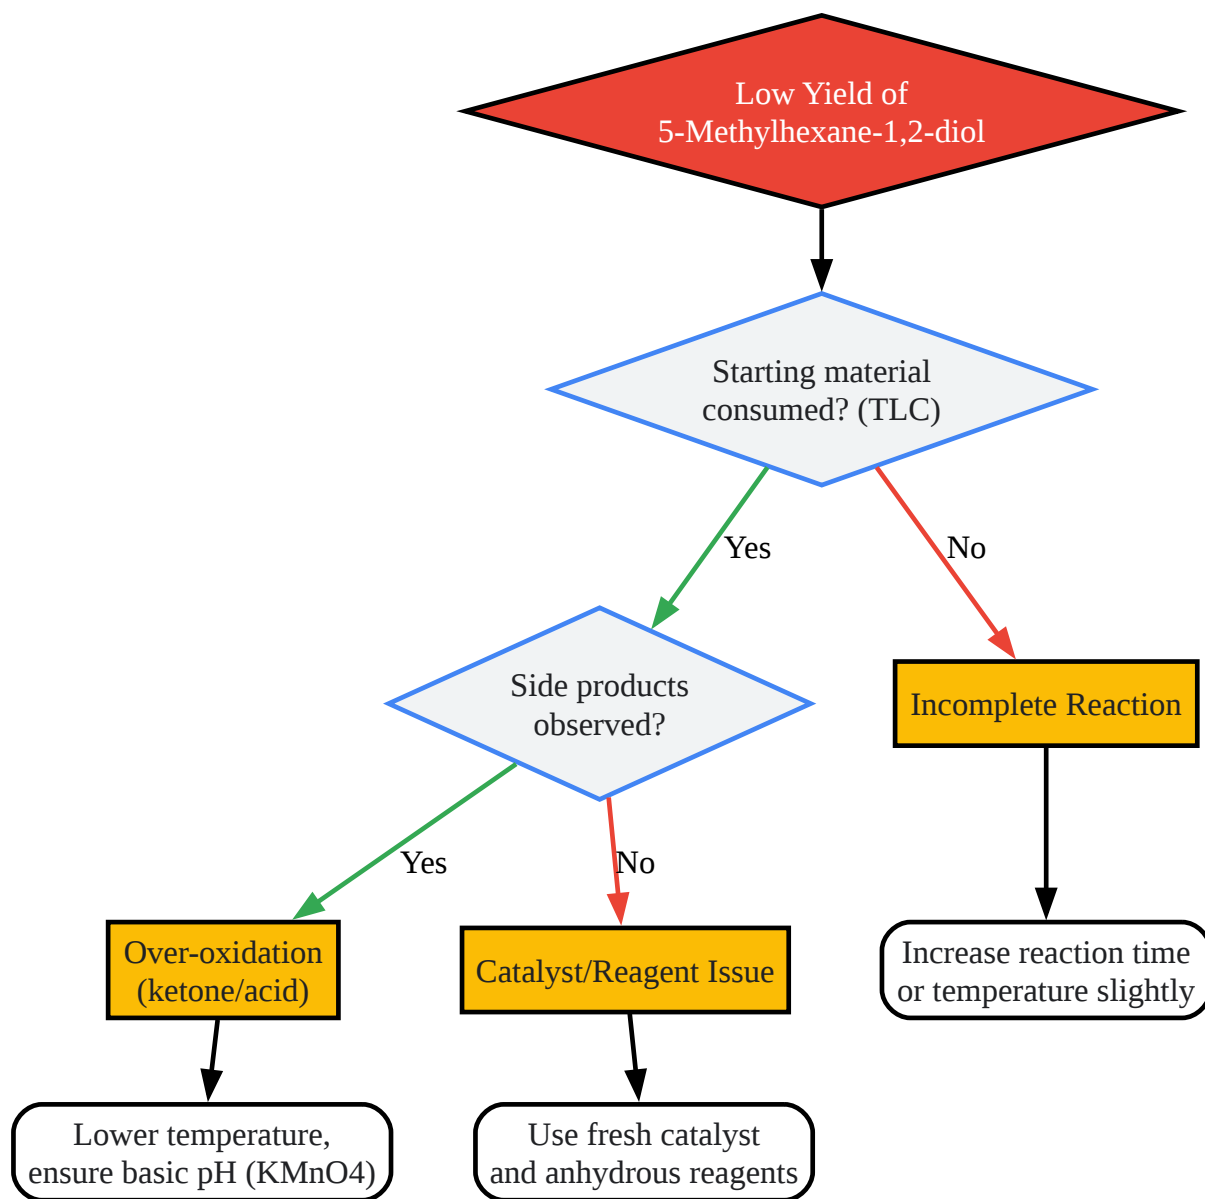 Low Yield of
5-Methylhexane-1,2-diol
Starting material
consumed? (TLC)
Yes
No
Side products
observed?
Incomplete Reaction
Yes
No
Over-oxidation
(ketone/acid)
Catalyst/Reagent Issue
Increase reaction time
or temperature slightly
Lower temperature,
ensure basic pH (KMnO4)
Use fresh catalyst
and anhydrous reagents